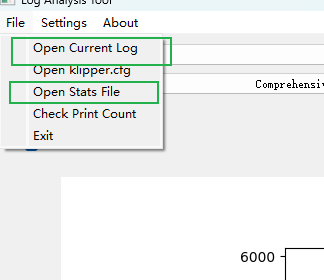 Log Analysis Tool
File Settings About
Open Current Log
Open klipper.cfg
Comprehensiv
Open Stats File
Check Print Count
Exit
6000